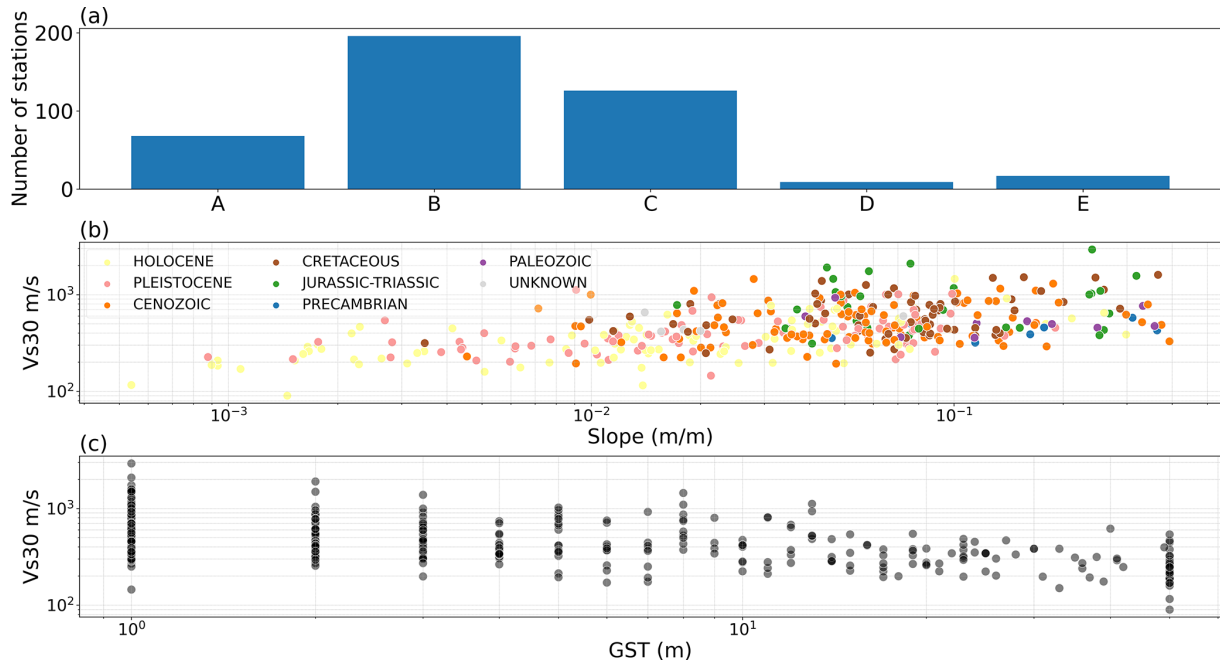 (a)
Number of stations
200
100
0
A B C D E
(b)
Vs30 m/s
10³
10²
HOLOCENE CRETACEOUS PALEOZOIC
PLEISTOCENE JURASSIC-TRIASSIC UNKNOWN
CENOZOIC PRECAMBRIAN
10⁻³ 10⁻² 10⁻¹
Slope (m/m)
(c)
Vs30 m/s
10³
10²
10⁰ 10¹
GST (m)